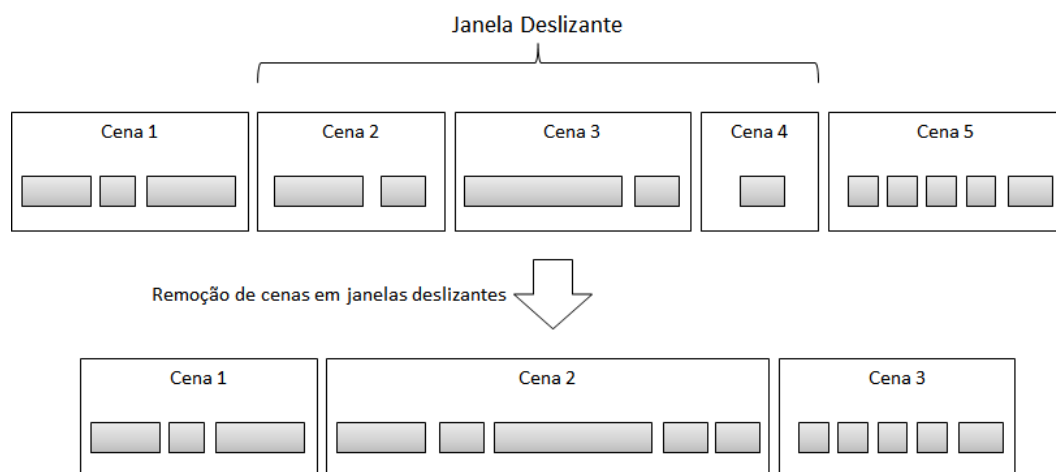 Janela Deslizante
Cena 1
Cena 2
Cena 3
Cena 4
Cena 5
Remoção de cenas em janelas deslizantes
Cena 1
Cena 2
Cena 3